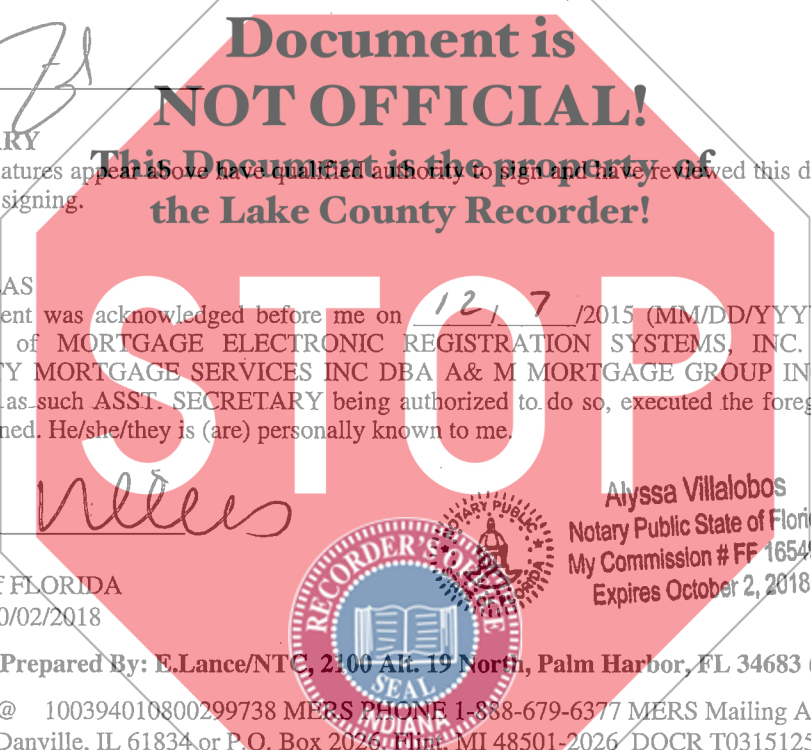 Document is
NOT OFFICIAL!
RY
This Document is the property of
atures appear above have qualified authority to sign and have reviewed this d
signing.
the Lake County Recorder!
STOP
AS
ent was acknowledged before me on 12/ 7 /2015 (MM/DD/YYY
of MORTGAGE ELECTRONIC REGISTRATION SYSTEMS, INC.
Y MORTGAGE SERVICES INC DBA A& M MORTGAGE GROUP IN
as such ASST. SECRETARY being authorized to do so, executed the foreg
ned. He/she/they is (are) personally known to me.
Alyssa Villalobos
Notary Public State of Flori
My Commission # FF 1654
Expires October 2, 2018
NOTARY PUBLIC
RECORDER'S OFFICE
SEAL
INDIANA
f FLORIDA
0/02/2018
Prepared By: E.Lance/NTC, 2100 Alt. 19 North, Palm Harbor, FL 34683
@ 100394010800299738 MERS PHONE 1-888-679-6377 MERS Mailing A
Danville, IL 61834 or P.O. Box 2026, Flint, MI 48501-2026 DOCR T031512